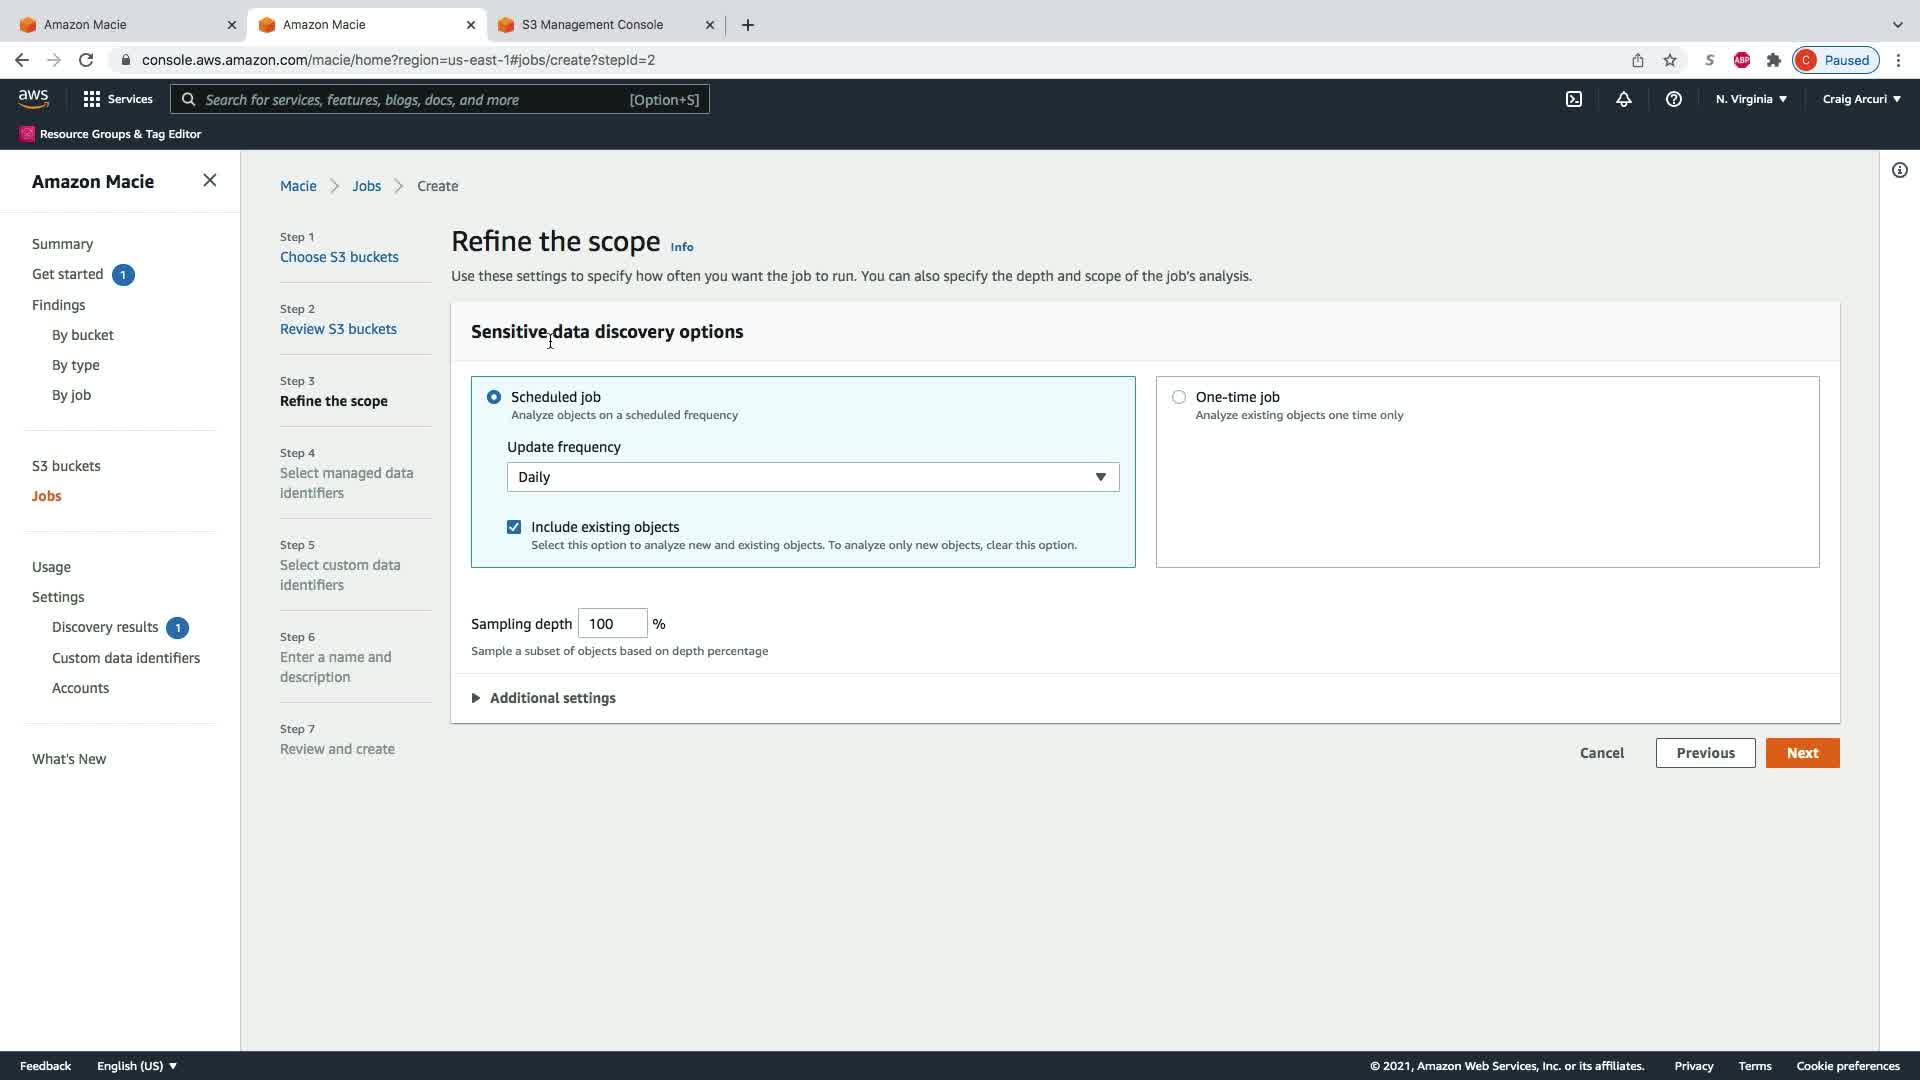 Amazon Macie
Amazon Macie
S3 Management Console
console.aws.amazon.com/macie/home?region=us-east-1#jobs/create?stepId=2
S
ABP
C Paused
aws
Services
Search for services, features, blogs, docs, and more [Option+S]
N. Virginia
Craig Arcuri
Resource Groups & Tag Editor
Amazon Macie
Summary
Get started 1
Findings
By bucket
By type
By job
S3 buckets
Jobs
Usage
Settings
Discovery results 1
Custom data identifiers
Accounts
What's New
Macie > Jobs > Create
Step 1
Choose S3 buckets
Step 2
Review S3 buckets
Step 3
Refine the scope
Step 4
Select managed data
identifiers
Step 5
Select custom data
identifiers
Step 6
Enter a name and
description
Step 7
Review and create
Refine the scope Info
Use these settings to specify how often you want the job to run. You can also specify the depth and scope of the job's analysis.
Sensitive data discovery options
Scheduled job
Analyze objects on a scheduled frequency
Update frequency
Daily
Include existing objects
Select this option to analyze new and existing objects. To analyze only new objects, clear this option.
One-time job
Analyze existing objects one time only
Sampling depth 100 %
Sample a subset of objects based on depth percentage
Additional settings
Cancel
Previous
Next
Feedback
English (US)
© 2021, Amazon Web Services, Inc. or its affiliates.
Privacy
Terms
Cookie preferences